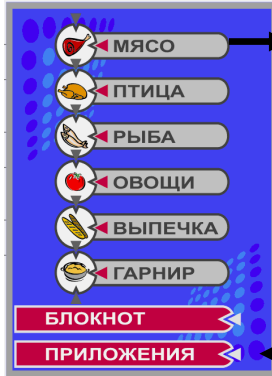 МЯСО
ПТИЦА
РЫБА
ОВОЩИ
ВЫПЕЧКА
ГАРНИР
БЛОКНОТ
ПРИЛОЖЕНИЯ